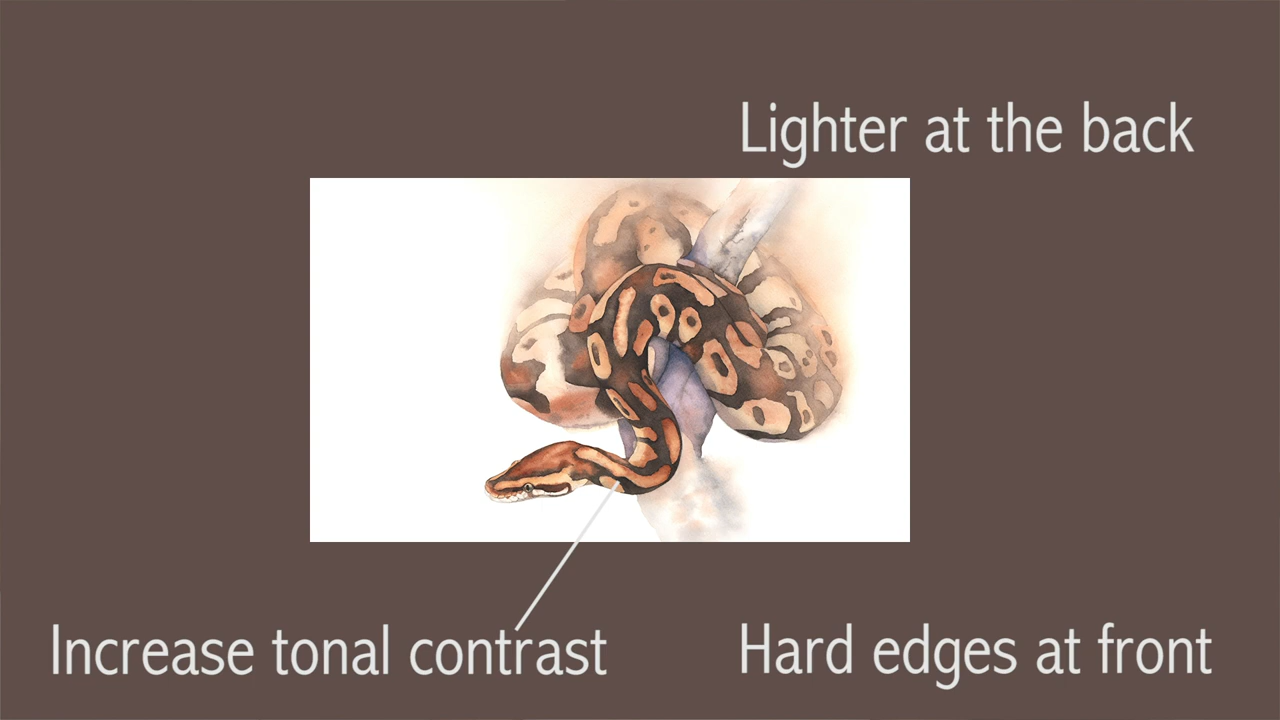 Lighter at the back
Increase tonal contrast
Hard edges at front